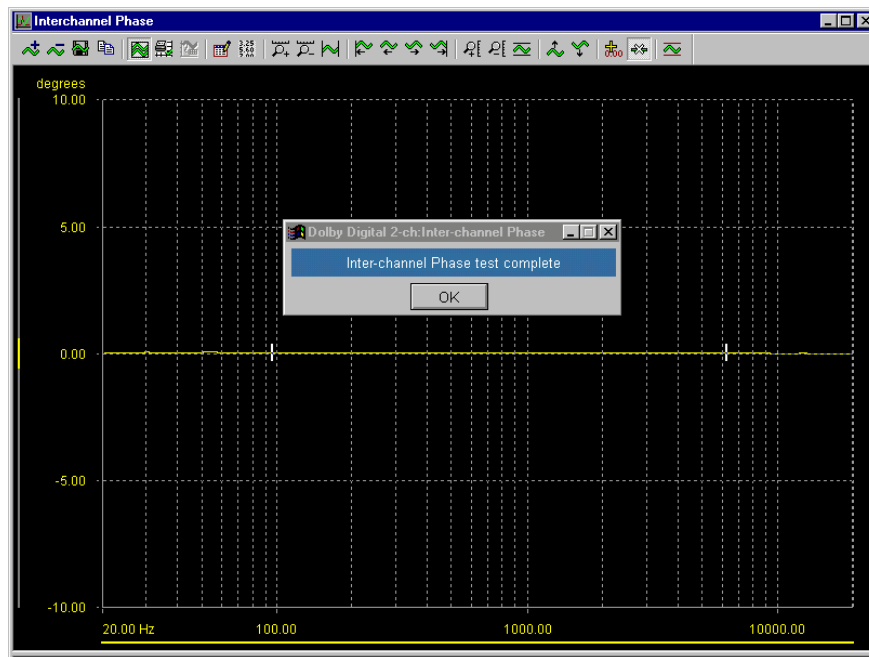 Interchannel Phase
degrees
10.00
5.00
Dolby Digital 2-ch:Inter-channel Phase
Inter-channel Phase test complete
OK
0.00
-5.00
-10.00
20.00 Hz 100.00 1000.00 10000.00